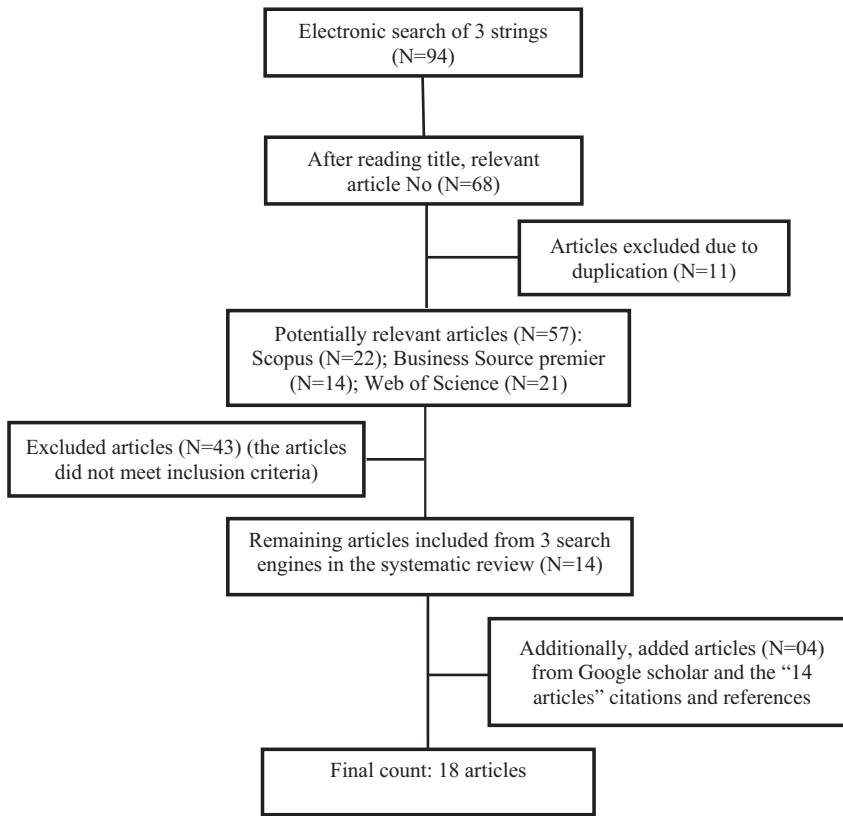 Electronic search of 3 strings
(N=94)
After reading title, relevant
article No (N=68)
Articles excluded due to
duplication (N=11)
Potentially relevant articles (N=57):
Scopus (N=22); Business Source premier
(N=14); Web of Science (N=21)
Excluded articles (N=43) (the articles
did not meet inclusion criteria)
Remaining articles included from 3 search
engines in the systematic review (N=14)
Additionally, added articles (N=04)
from Google scholar and the “14
articles” citations and references
Final count: 18 articles